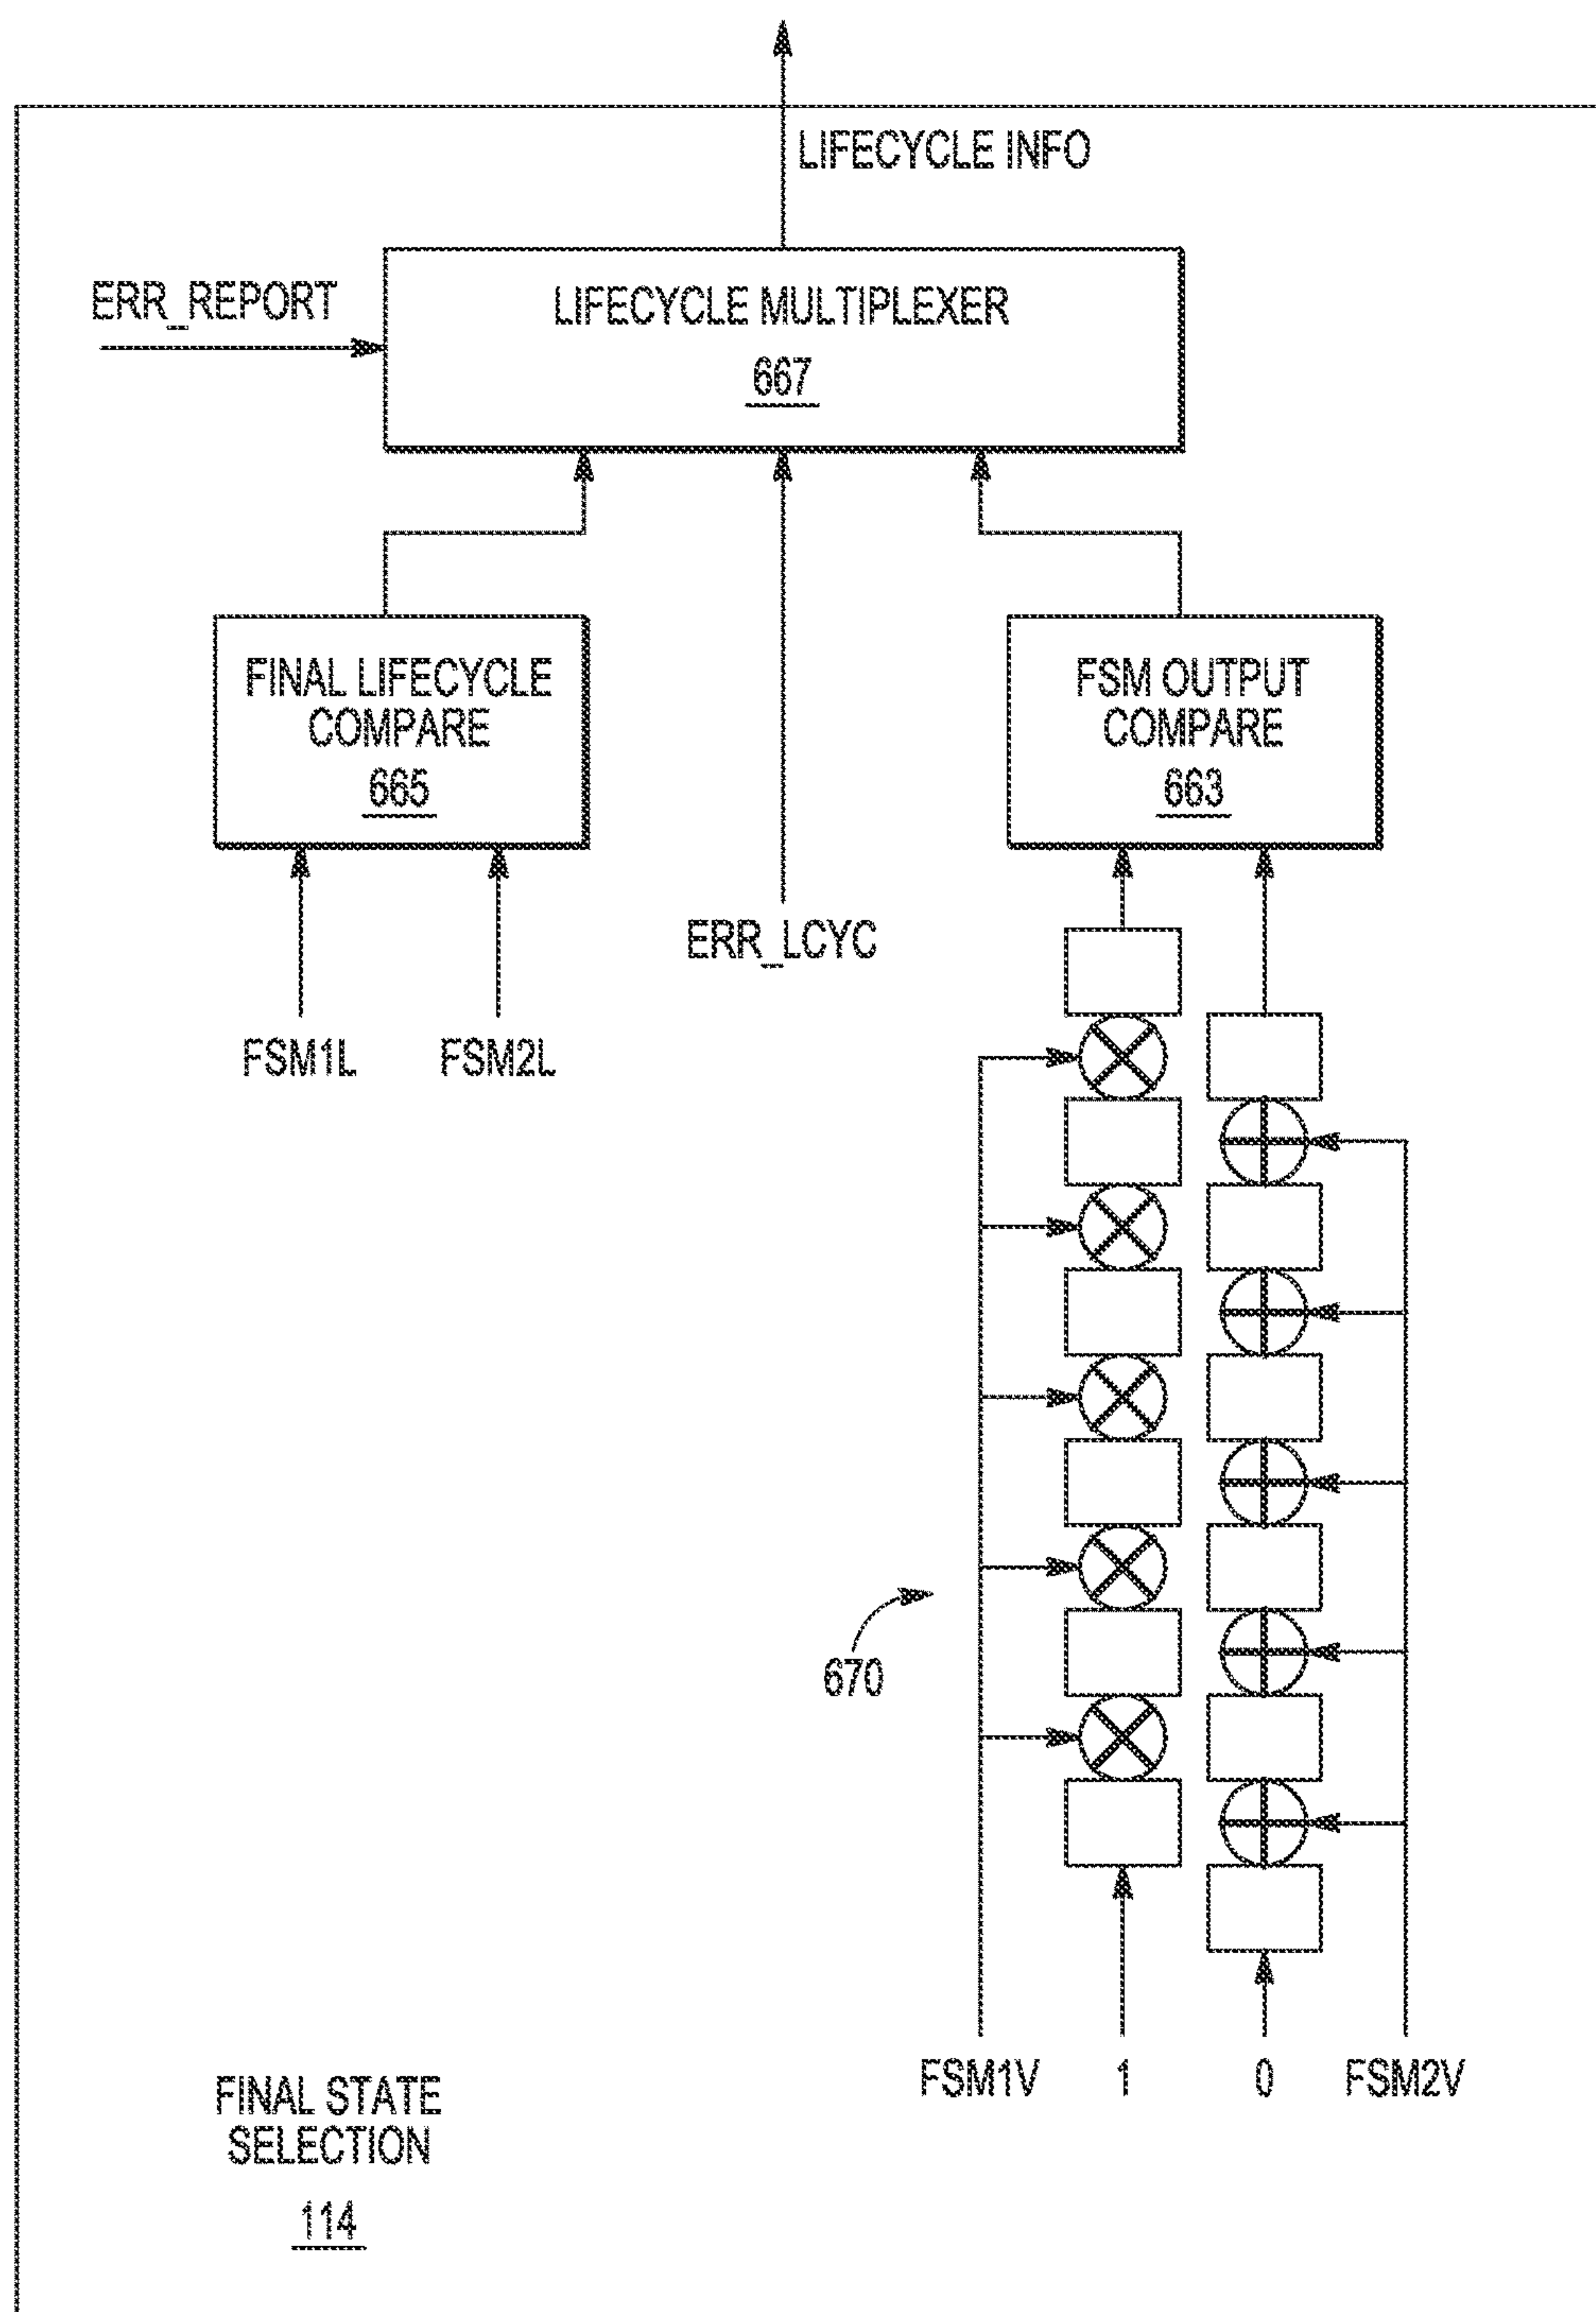 LIFECYCLE INFO
ERR_REPORT
LIFECYCLE MULTIPLEXER
667
FINAL LIFECYCLE
COMPARE
665
FSM OUTPUT
COMPARE
663
ERR_LCYC
FSM1L
FSM2L
670
FSM1V
1
0
FSM2V
FINAL STATE
SELECTION
114